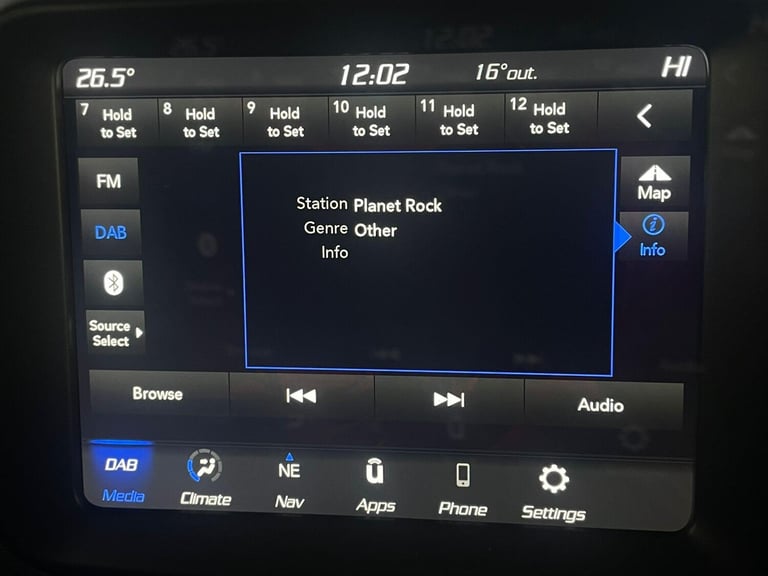 26.5° 12:02 16°out. HI
7 Hold to Set
8 Hold to Set
9 Hold to Set
10 Hold to Set
11 Hold to Set
12 Hold to Set
FM
DAB
Source
Select
Station Planet Rock
Genre Other
Info
Map
Info
Browse
Audio
DAB
Media
Climate
NE
Nav
ū
Apps
Phone
Settings